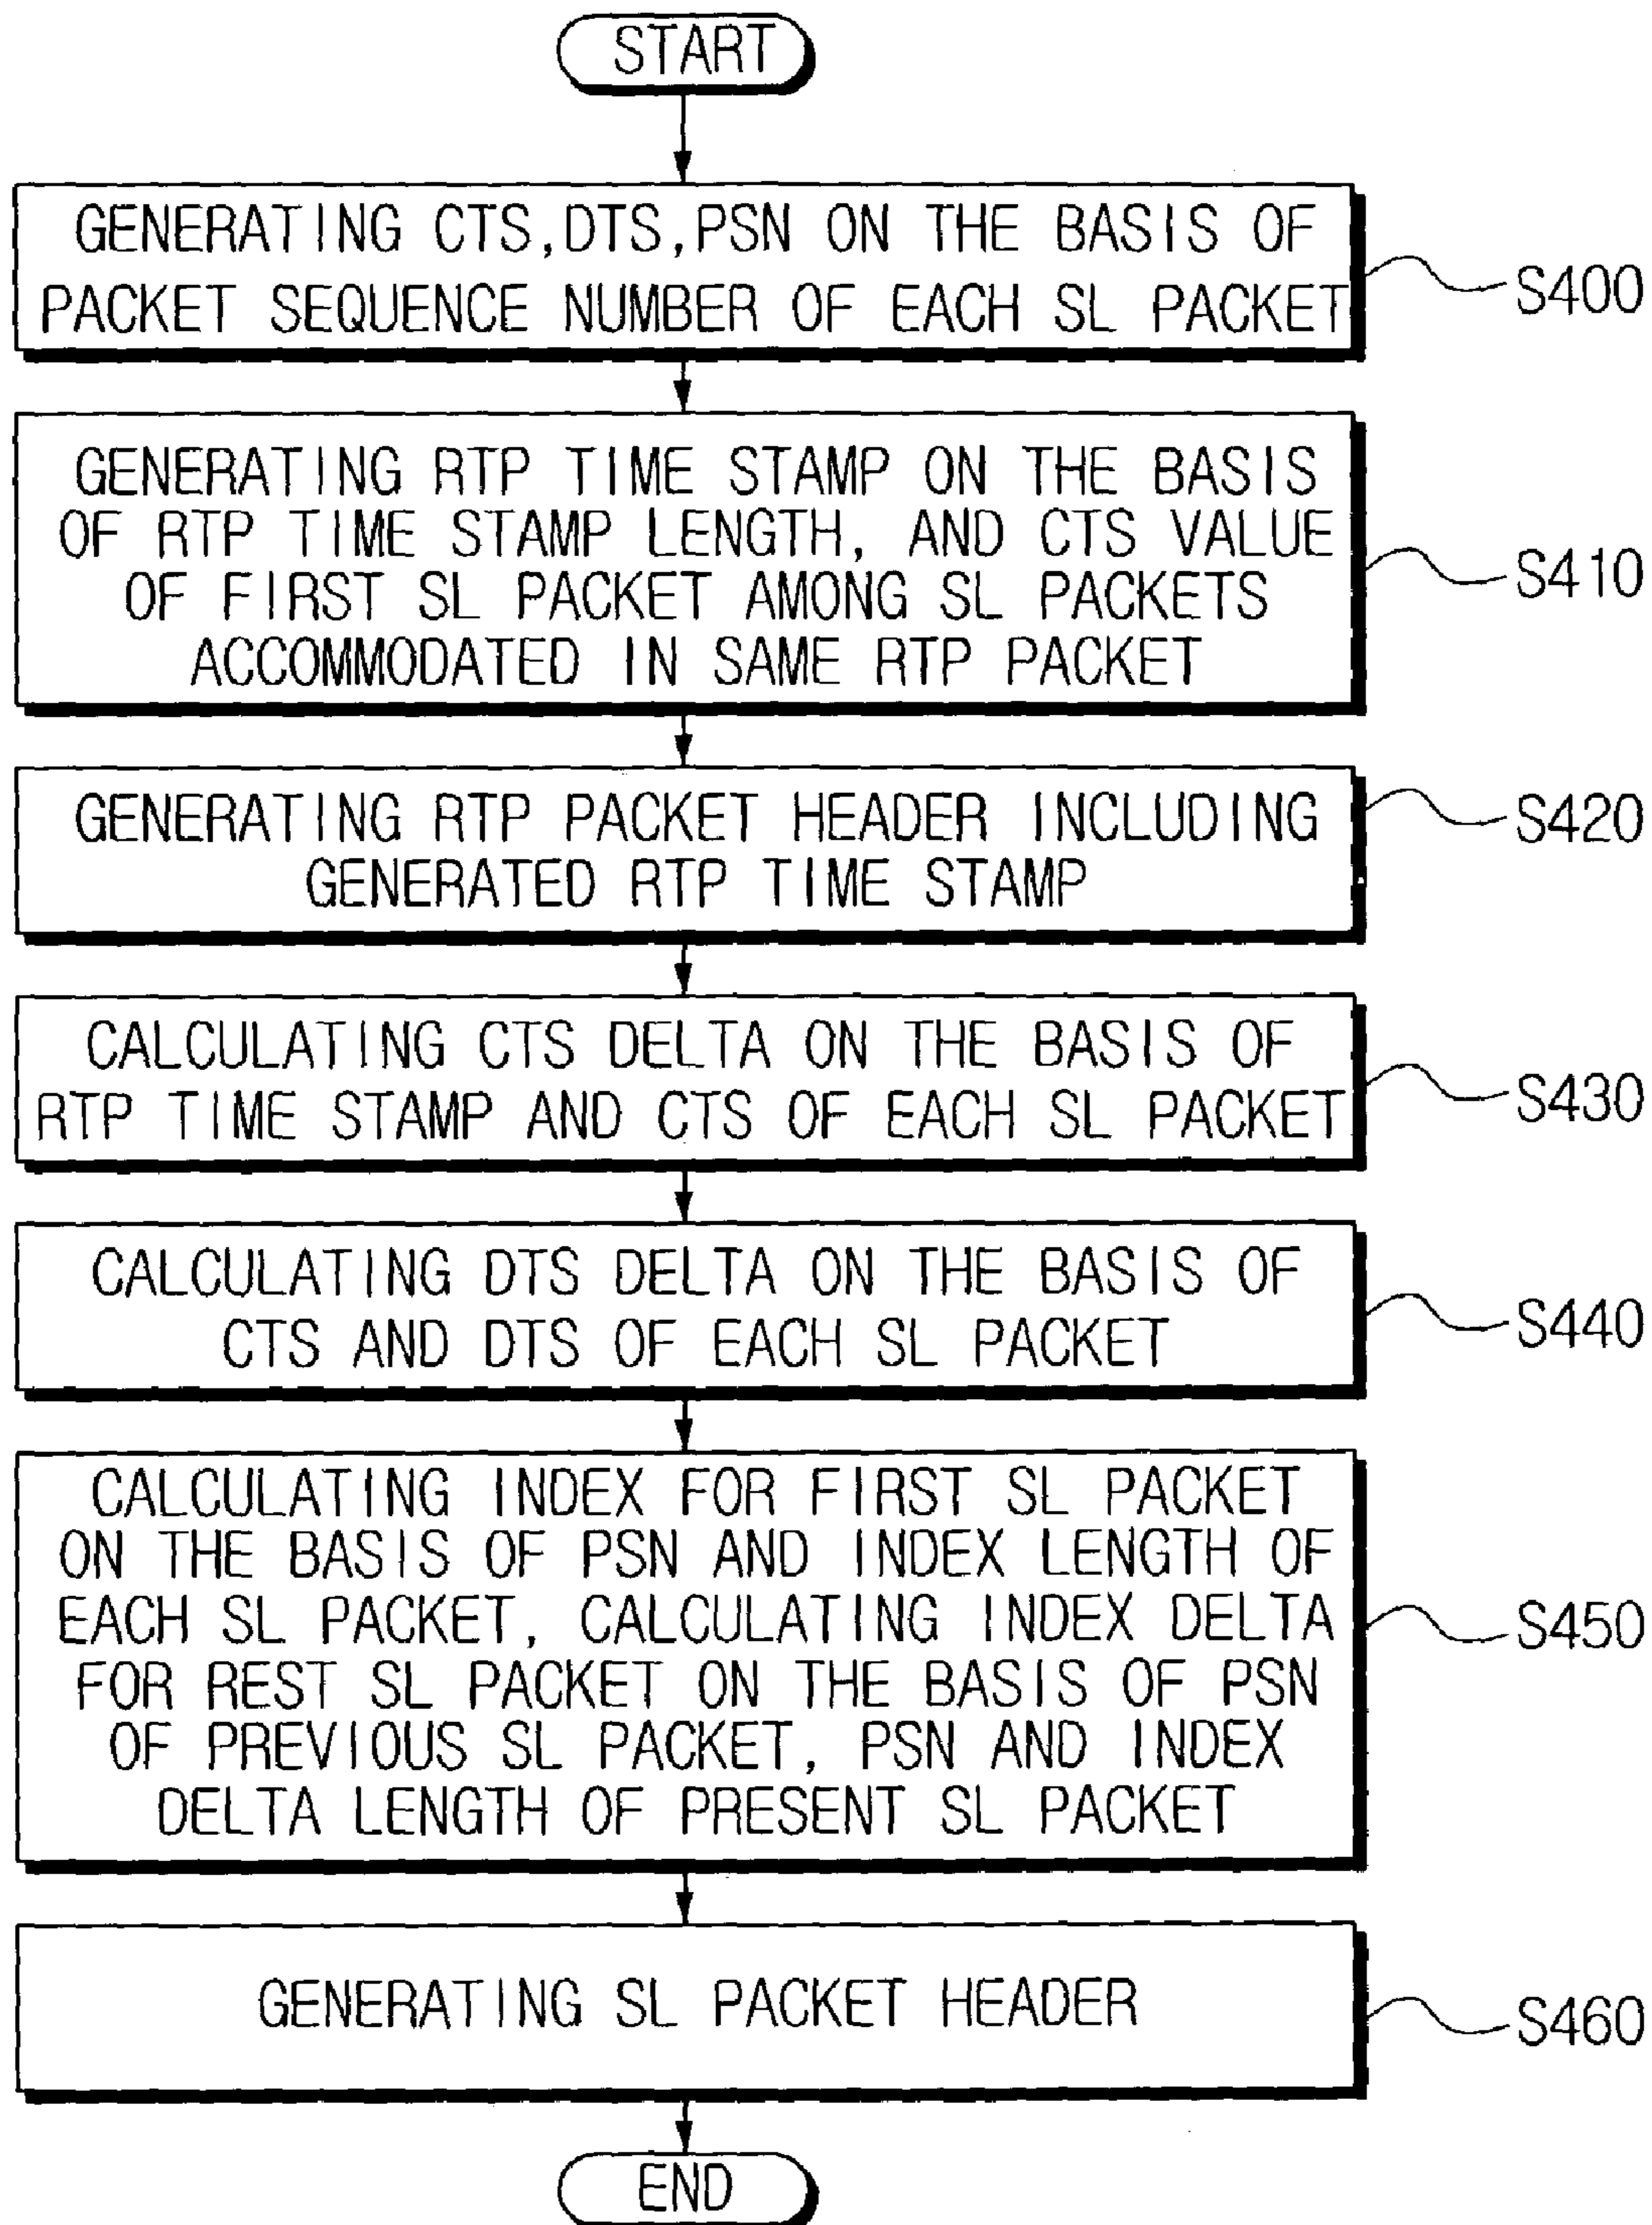 START
GENERATING CTS,DTS,PSN ON THE BASIS OF
PACKET SEQUENCE NUMBER OF EACH SL PACKET
S400
GENERATING RTP TIME STAMP ON THE BASIS
OF RTP TIME STAMP LENGTH, AND CTS VALUE
OF FIRST SL PACKET AMONG SL PACKETS
ACCOMMODATED IN SAME RTP PACKET
S410
GENERATING RTP PACKET HEADER INCLUDING
GENERATED RTP TIME STAMP
S420
CALCULATING CTS DELTA ON THE BASIS OF
RTP TIME STAMP AND CTS OF EACH SL PACKET
S430
CALCULATING DTS DELTA ON THE BASIS OF
CTS AND DTS OF EACH SL PACKET
S440
CALCULATING INDEX FOR FIRST SL PACKET
ON THE BASIS OF PSN AND INDEX LENGTH OF
EACH SL PACKET, CALCULATING INDEX DELTA
FOR REST SL PACKET ON THE BASIS OF PSN
OF PREVIOUS SL PACKET, PSN AND INDEX
DELTA LENGTH OF PRESENT SL PACKET
S450
GENERATING SL PACKET HEADER
S460
END